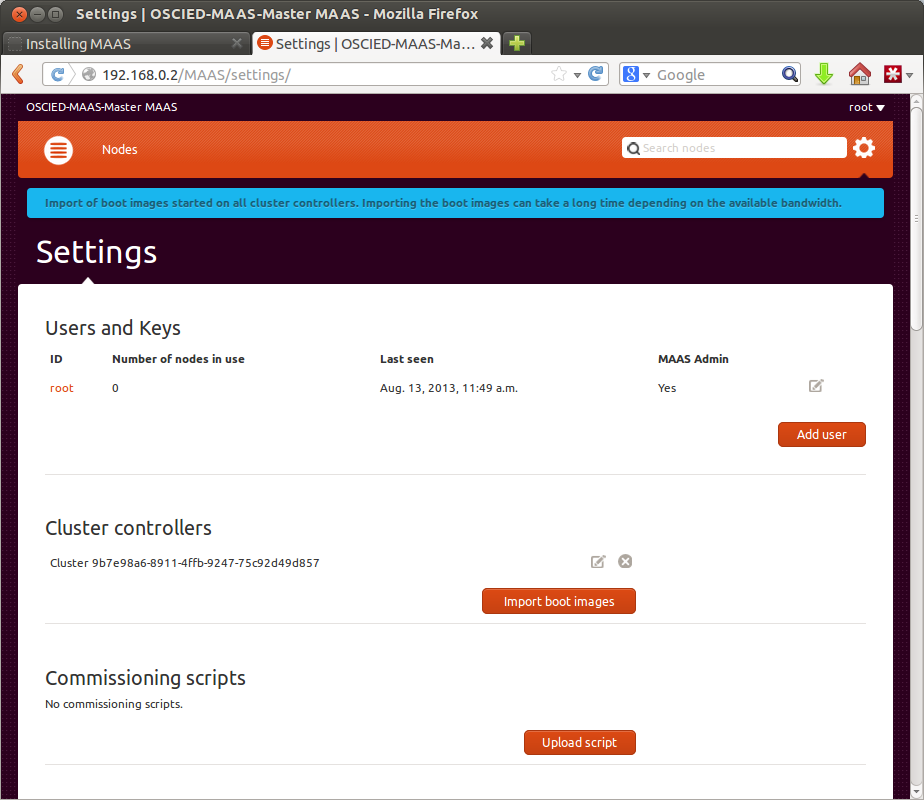 Settings | OSCIED-MAAS-Master MAAS - Mozilla Firefox
Installing MAAS
Settings | OSCIED-MAAS-Ma...
192.168.0.2/MAAS/settings/
Google
OSCIED-MAAS-Master MAAS
root
Nodes
Search nodes
Import of boot images started on all cluster controllers. Importing the boot images can take a long time depending on the available bandwidth.
Settings
Users and Keys
ID Number of nodes in use Last seen MAAS Admin
root 0 Aug. 13, 2013, 11:49 a.m. Yes
Add user
Cluster controllers
Cluster 9b7e98a6-8911-4ffb-9247-75c92d49d857
Import boot images
Commissioning scripts
No commissioning scripts.
Upload script